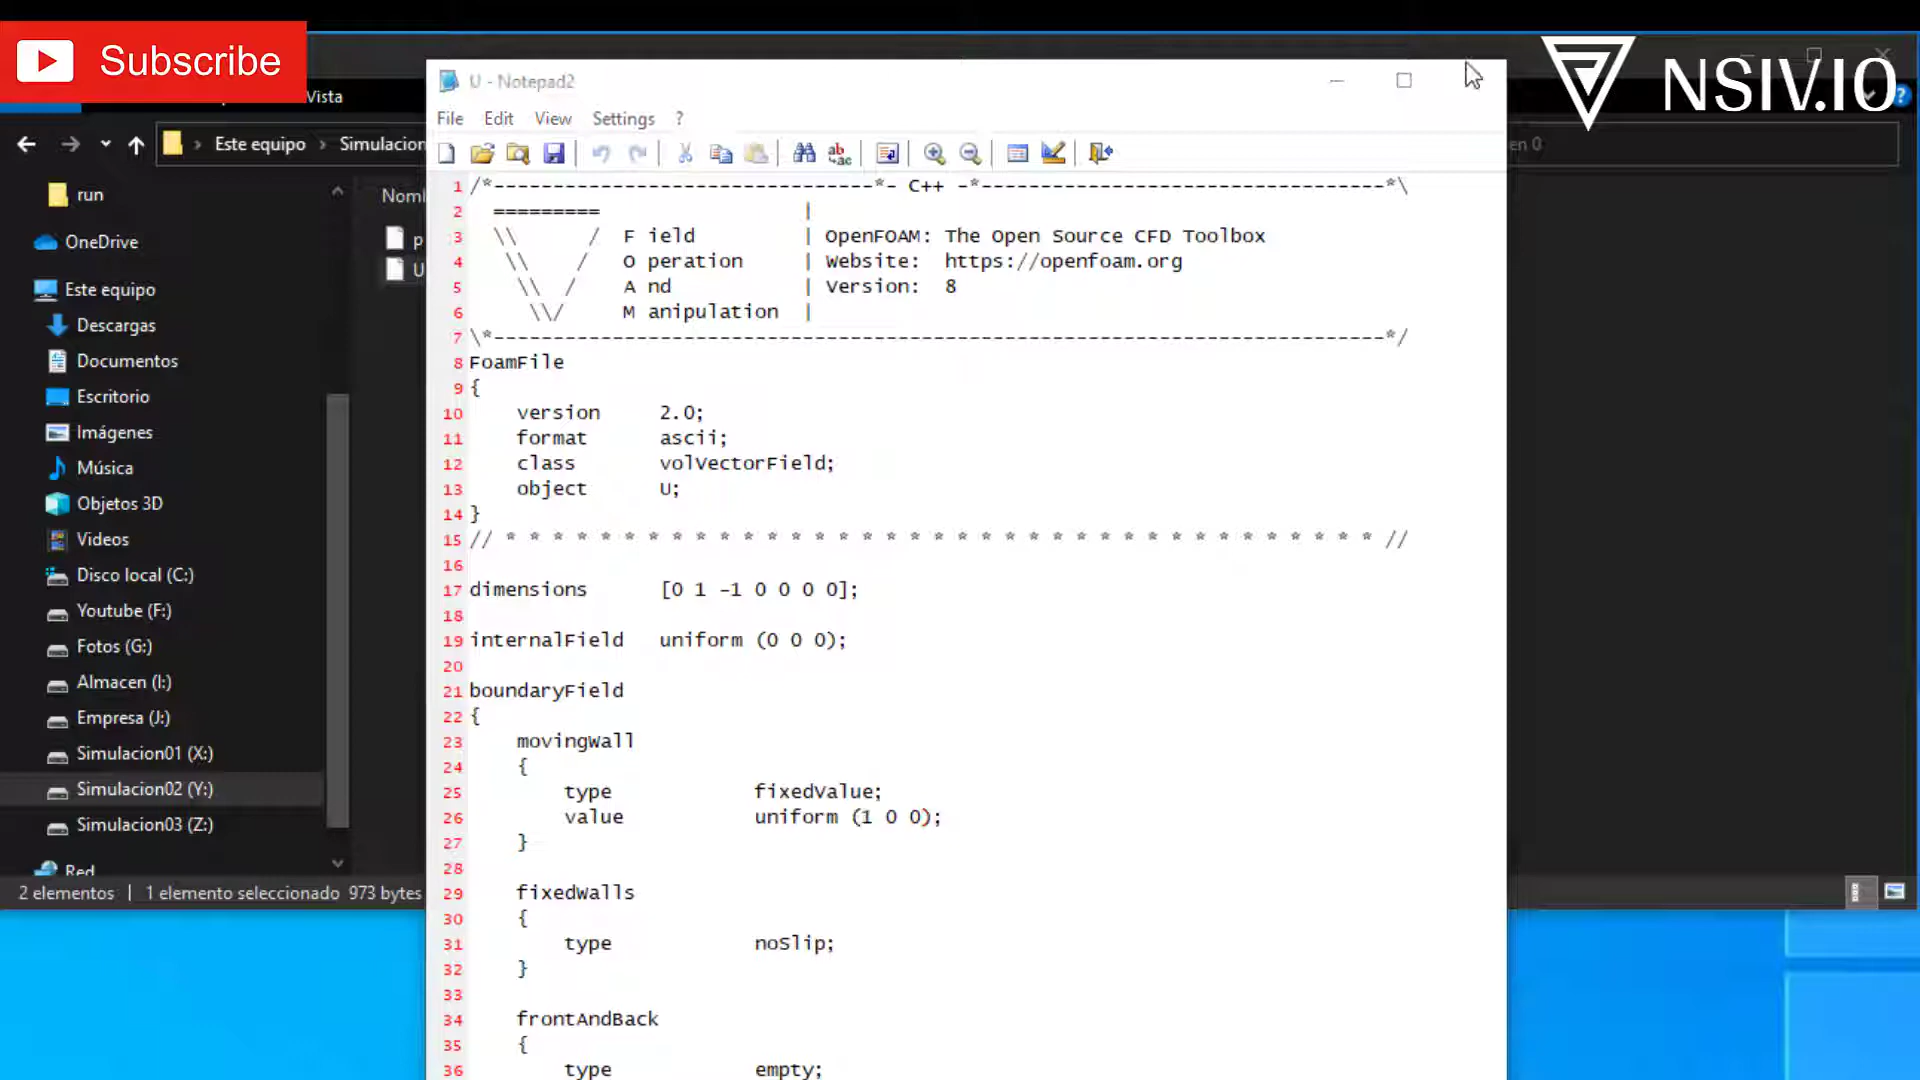 Subscribe
NSIV.IO
Vista
Este equipo
Simulacion
en 0
run
OneDrive
Este equipo
Descargas
Documentos
Escritorio
Imágenes
Música
Objetos 3D
Videos
Disco local (C:)
Youtube (F:)
Fotos (G:)
Almacen (I:)
Empresa (J:)
Simulacion01 (X:)
Simulacion02 (Y:)
Simulacion03 (Z:)
Red
2 elementos | 1 elemento seleccionado 973 bytes
Noml
p
U
U - Notepad2
File Edit View Settings ?
1 /*--------------------------------*- C++ -*----------------------------------*\
2 ========= |
3 \\ / F ield | OpenFOAM: The Open Source CFD Toolbox
4 \\ / O peration | Website: https://openfoam.org
5 \\ / A nd | Version: 8
6 \\/ M anipulation |
7 \*---------------------------------------------------------------------------*/
8 FoamFile
9 {
10 version 2.0;
11 format ascii;
12 class volVectorField;
13 object U;
14 }
15 // * * * * * * * * * * * * * * * * * * * * * * * * * * * * * * * * * * * * * //
16
17 dimensions [0 1 -1 0 0 0 0];
18
19 internalField uniform (0 0 0);
20
21 boundaryField
22 {
23 movingWall
24 {
25 type fixedValue;
26 value uniform (1 0 0);
27 }
28
29 fixedWalls
30 {
31 type noSlip;
32 }
33
34 frontAndBack
35 {
36 type empty;